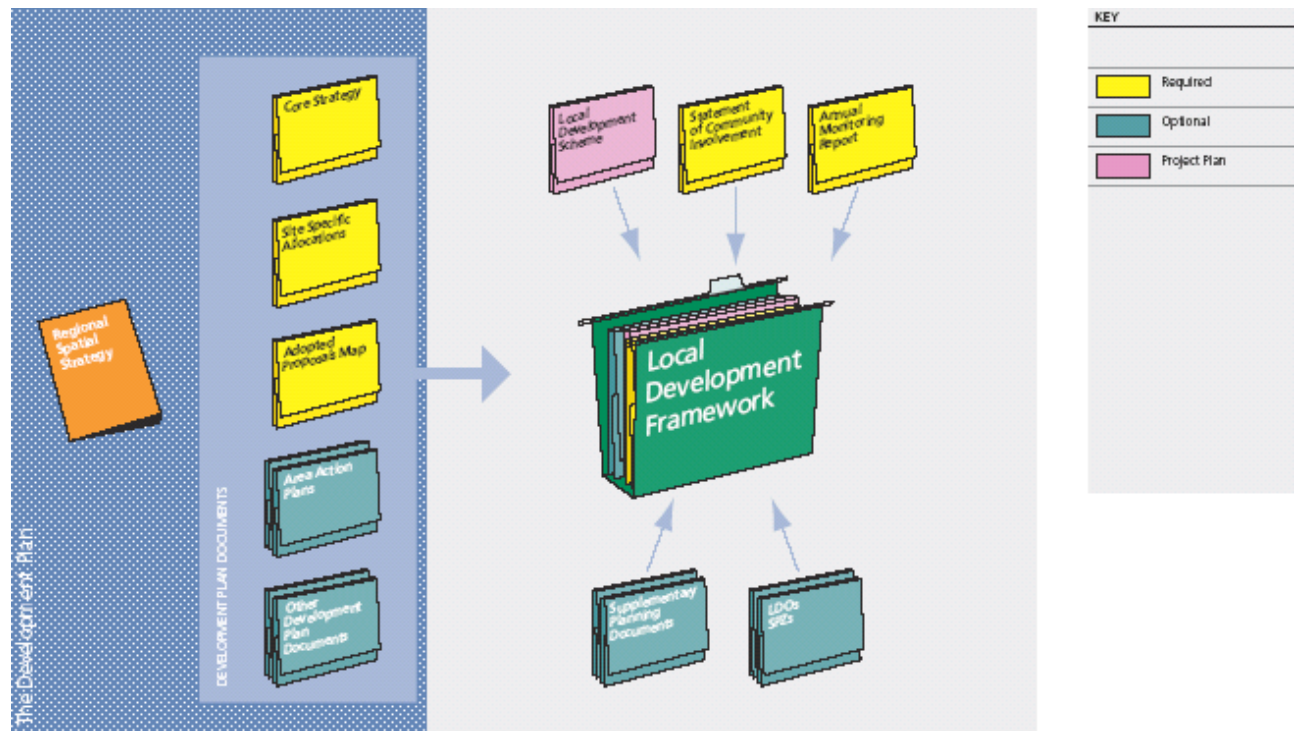 The Development Plan
Regional
Spatial
Strategy
DEVELOPMENT PLAN DOCUMENTS
Core Strategy
Site Specific
Allocations
Adopted
Proposals Map
Area Action
Plans
Other
Development
Plan
Documents
Local
Development
Scheme
Statement
of Community
Involvement
Annual
Monitoring
Report
Local
Development
Framework
Supplementary
Planning
Documents
LDOs
SPZs
KEY
Required
Optional
Project Plan